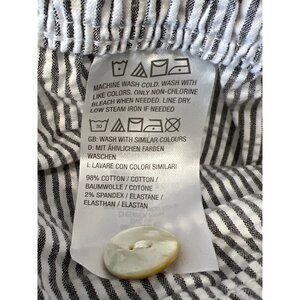 MACHINE WASH COLD. WASH WITH
LIKE COLORS. ONLY NON-CHLORINE
BLEACH WHEN NEEDED. LINE DRY.
LOW STEAM IRON IF NEEDED.
30
GB: WASH WITH SIMILAR COLOURS
D: MIT ÄHNLICHEN FARBEN
WASCHEN
I: LAVARE CON COLORI SIMILARI
98% COTTON / COTTON /
BAUMWOLLE / COTONE
2% SPANDEX / ELASTANE /
ELASTHAN / ELASTAN